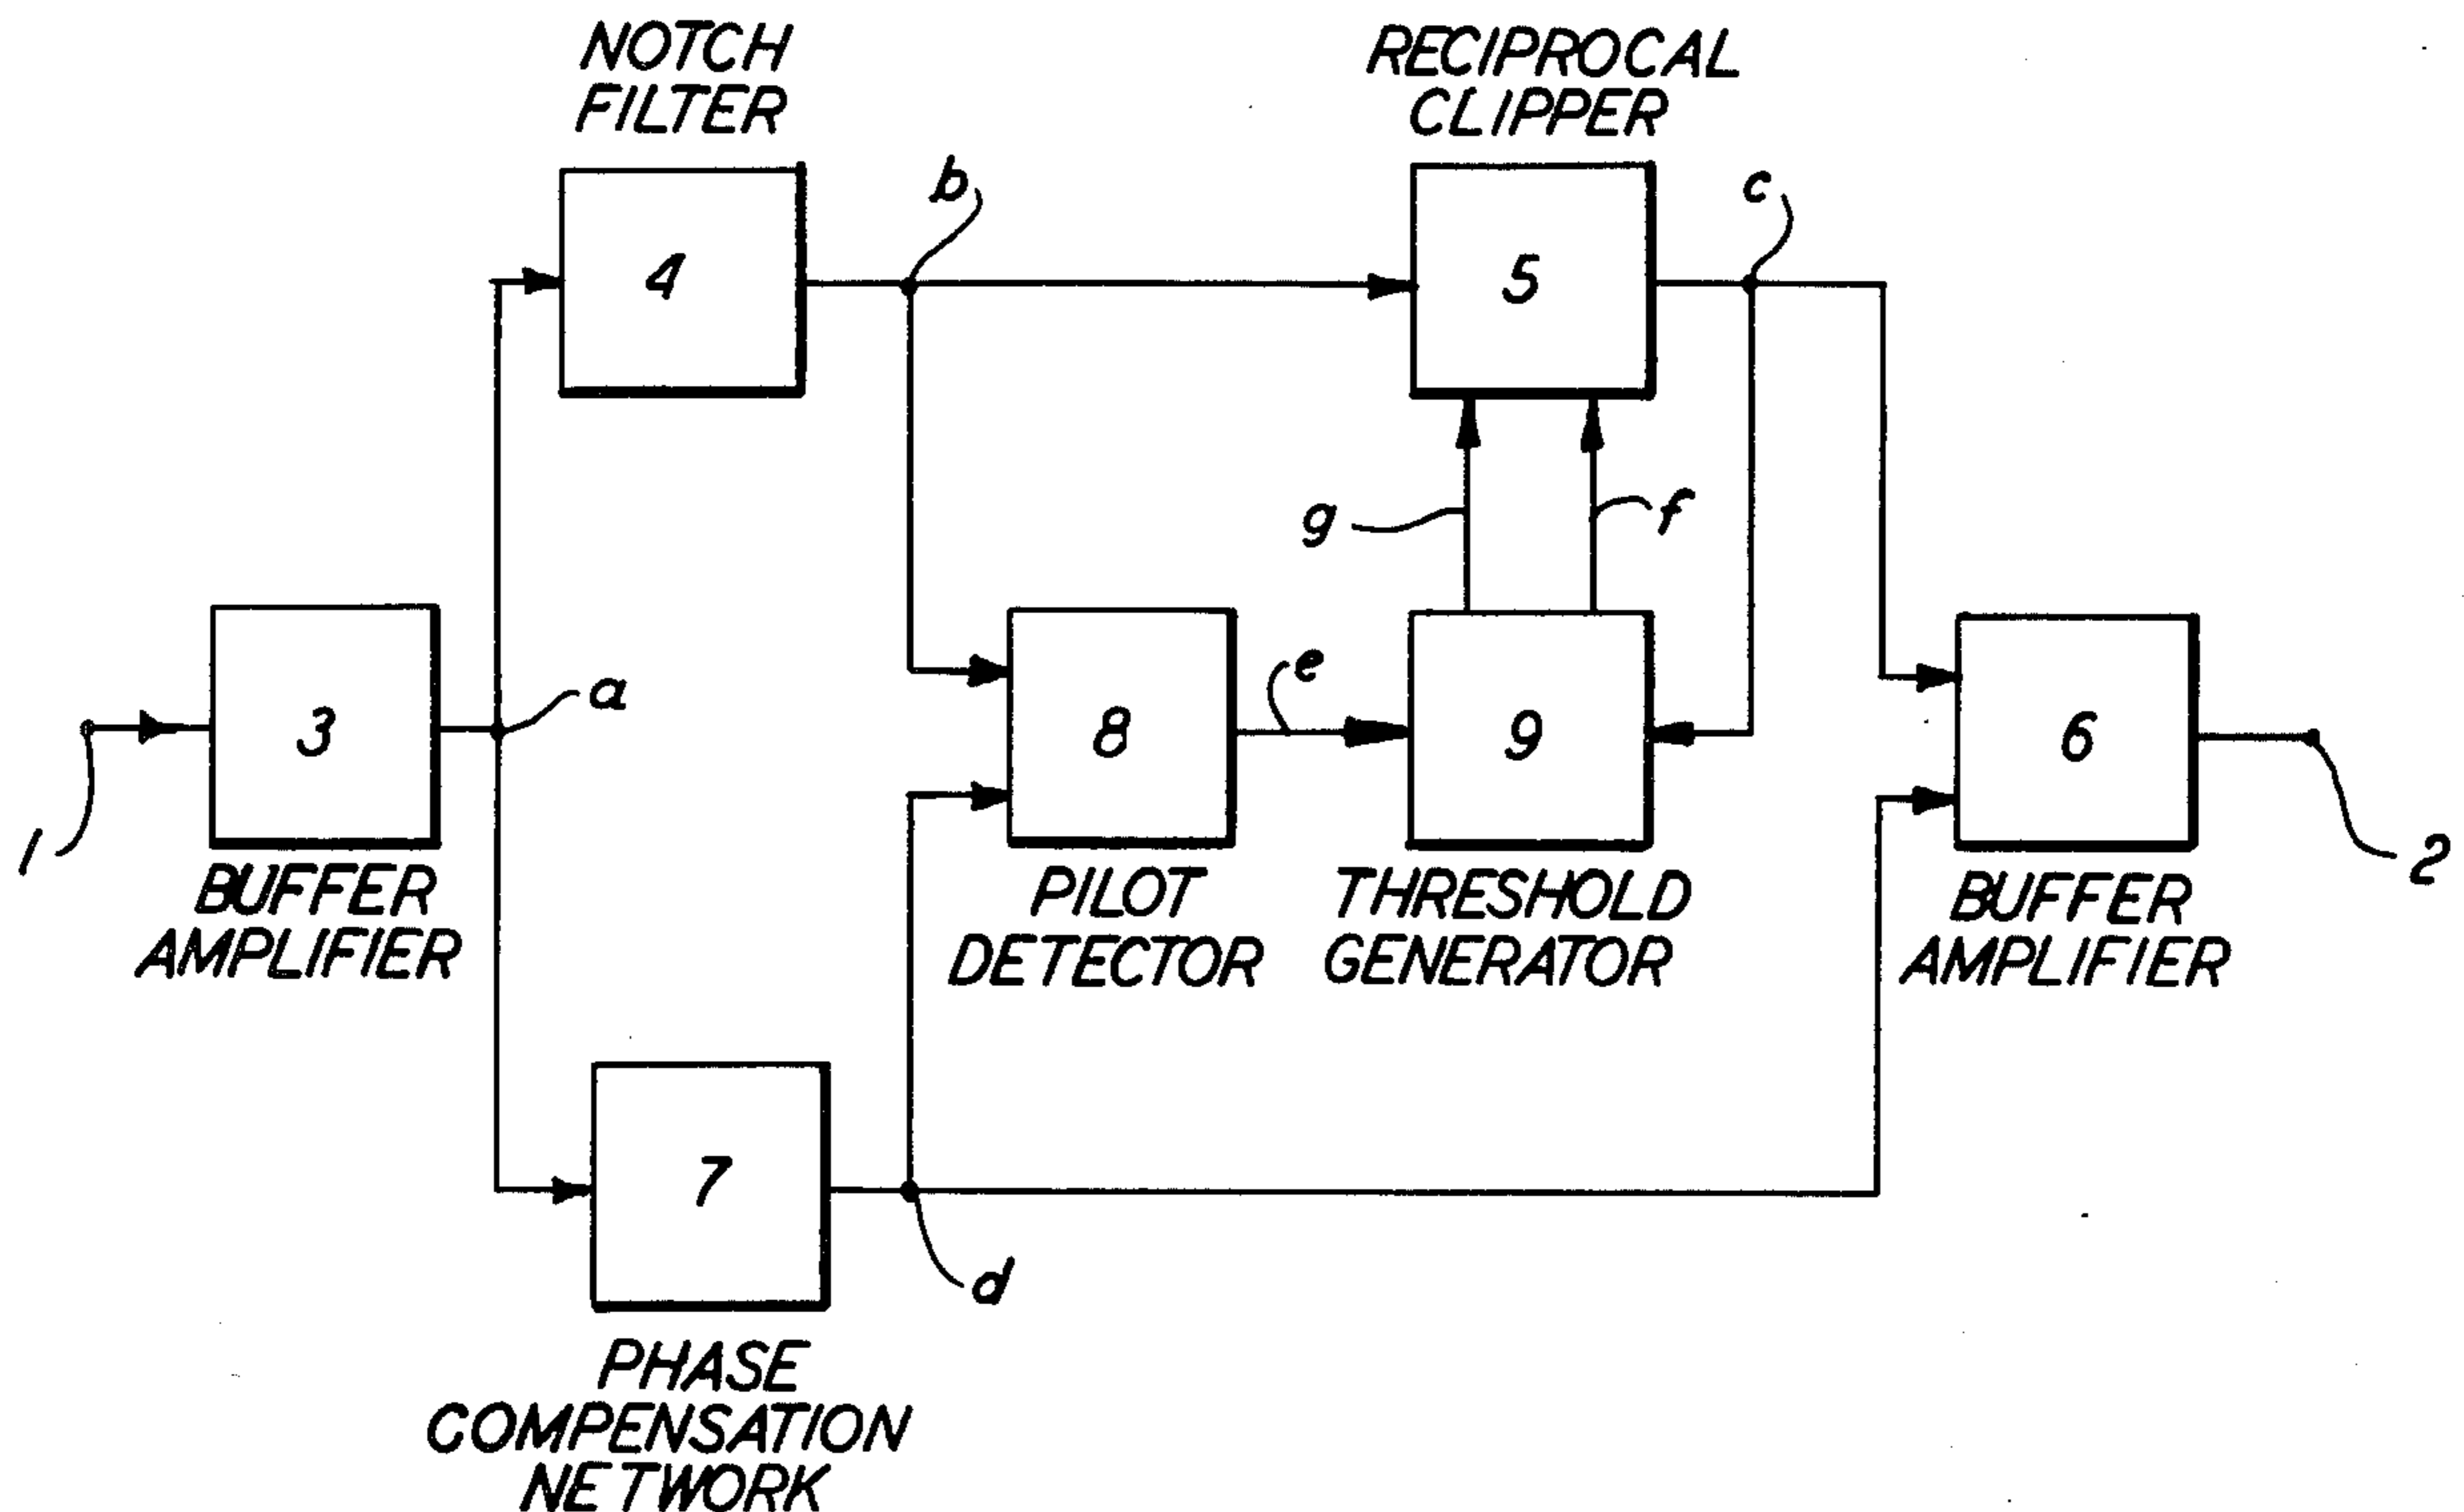 NOTCH
FILTER
RECIPROCAL
CLIPPER
4
b
5
c
g
f
a
e
1
3
8
9
6
2
BUFFER
AMPLIFIER
PILOT
DETECTOR
THRESHOLD
GENERATOR
BUFFER
AMPLIFIER
7
d
PHASE
COMPENSATION
NETWORK